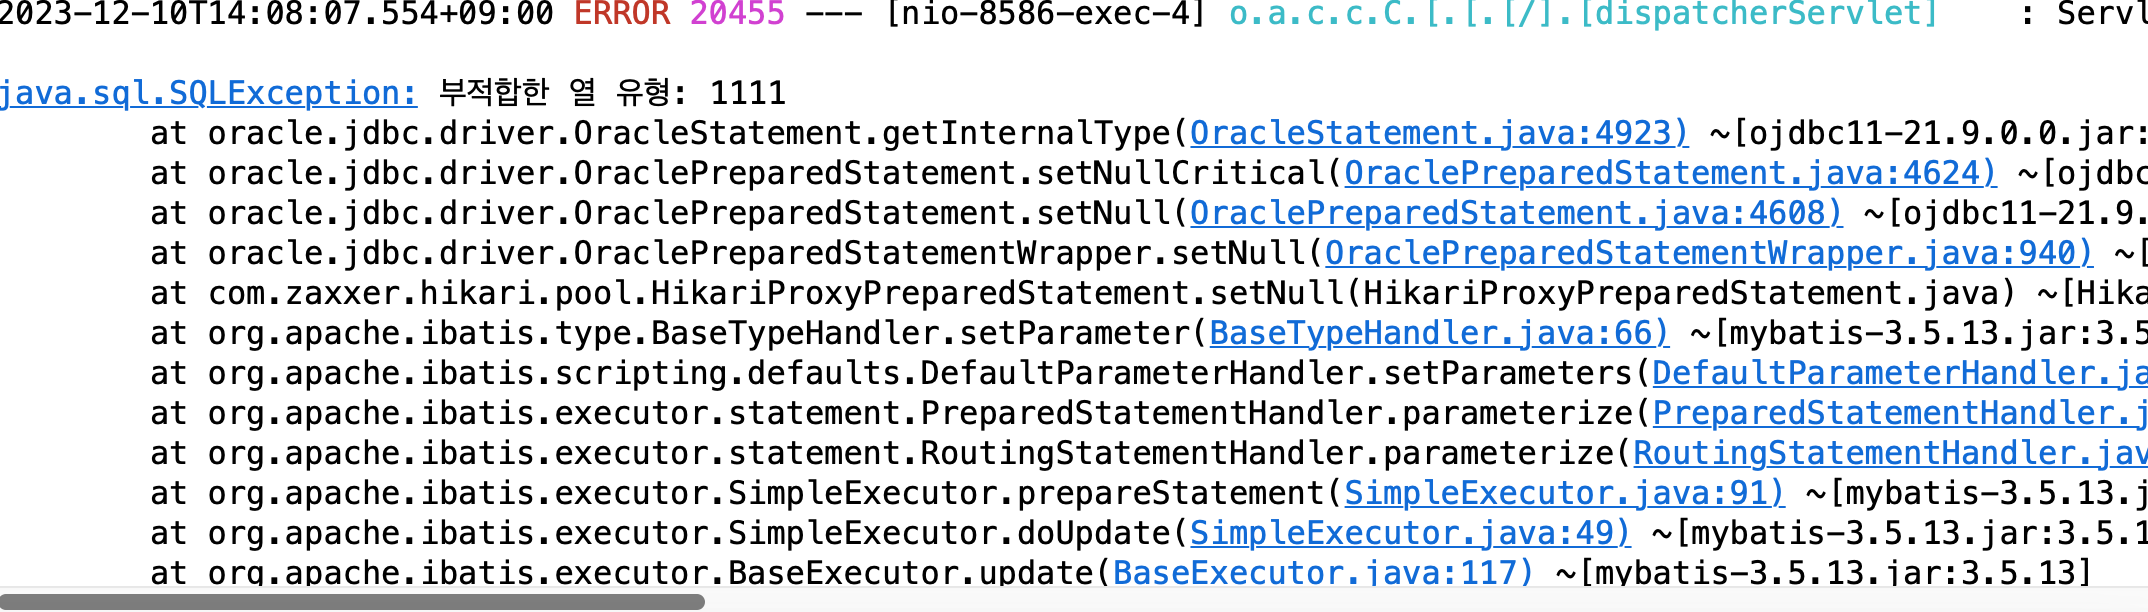 2023-12-10T14:08:07.554+09:00 ERROR 20455 --- [nio-8586-exec-4] o.a.c.c.C.[.[.[/].[dispatcherServlet] : Servl
java.sql.SQLException: 부적합한 열 유형: 1111
at oracle.jdbc.driver.OracleStatement.getInternalType(OracleStatement.java:4923) ~[ojdbc11-21.9.0.0.jar:
at oracle.jdbc.driver.OraclePreparedStatement.setNullCritical(OraclePreparedStatement.java:4624) ~[ojdbc
at oracle.jdbc.driver.OraclePreparedStatement.setNull(OraclePreparedStatement.java:4608) ~[ojdbc11-21.9.
at oracle.jdbc.driver.OraclePreparedStatementWrapper.setNull(OraclePreparedStatementWrapper.java:940) ~[
at com.zaxxer.hikari.pool.HikariProxyPreparedStatement.setNull(HikariProxyPreparedStatement.java) ~[Hika
at org.apache.ibatis.type.BaseTypeHandler.setParameter(BaseTypeHandler.java:66) ~[mybatis-3.5.13.jar:3.5
at org.apache.ibatis.scripting.defaults.DefaultParameterHandler.setParameters(DefaultParameterHandler.ja
at org.apache.ibatis.executor.statement.PreparedStatementHandler.parameterize(PreparedStatementHandler.j
at org.apache.ibatis.executor.statement.RoutingStatementHandler.parameterize(RoutingStatementHandler.jav
at org.apache.ibatis.executor.SimpleExecutor.prepareStatement(SimpleExecutor.java:91) ~[mybatis-3.5.13.j
at org.apache.ibatis.executor.SimpleExecutor.doUpdate(SimpleExecutor.java:49) ~[mybatis-3.5.13.jar:3.5.1
at org.apache.ibatis.executor.BaseExecutor.update(BaseExecutor.java:117) ~[mybatis-3.5.13.jar:3.5.13]